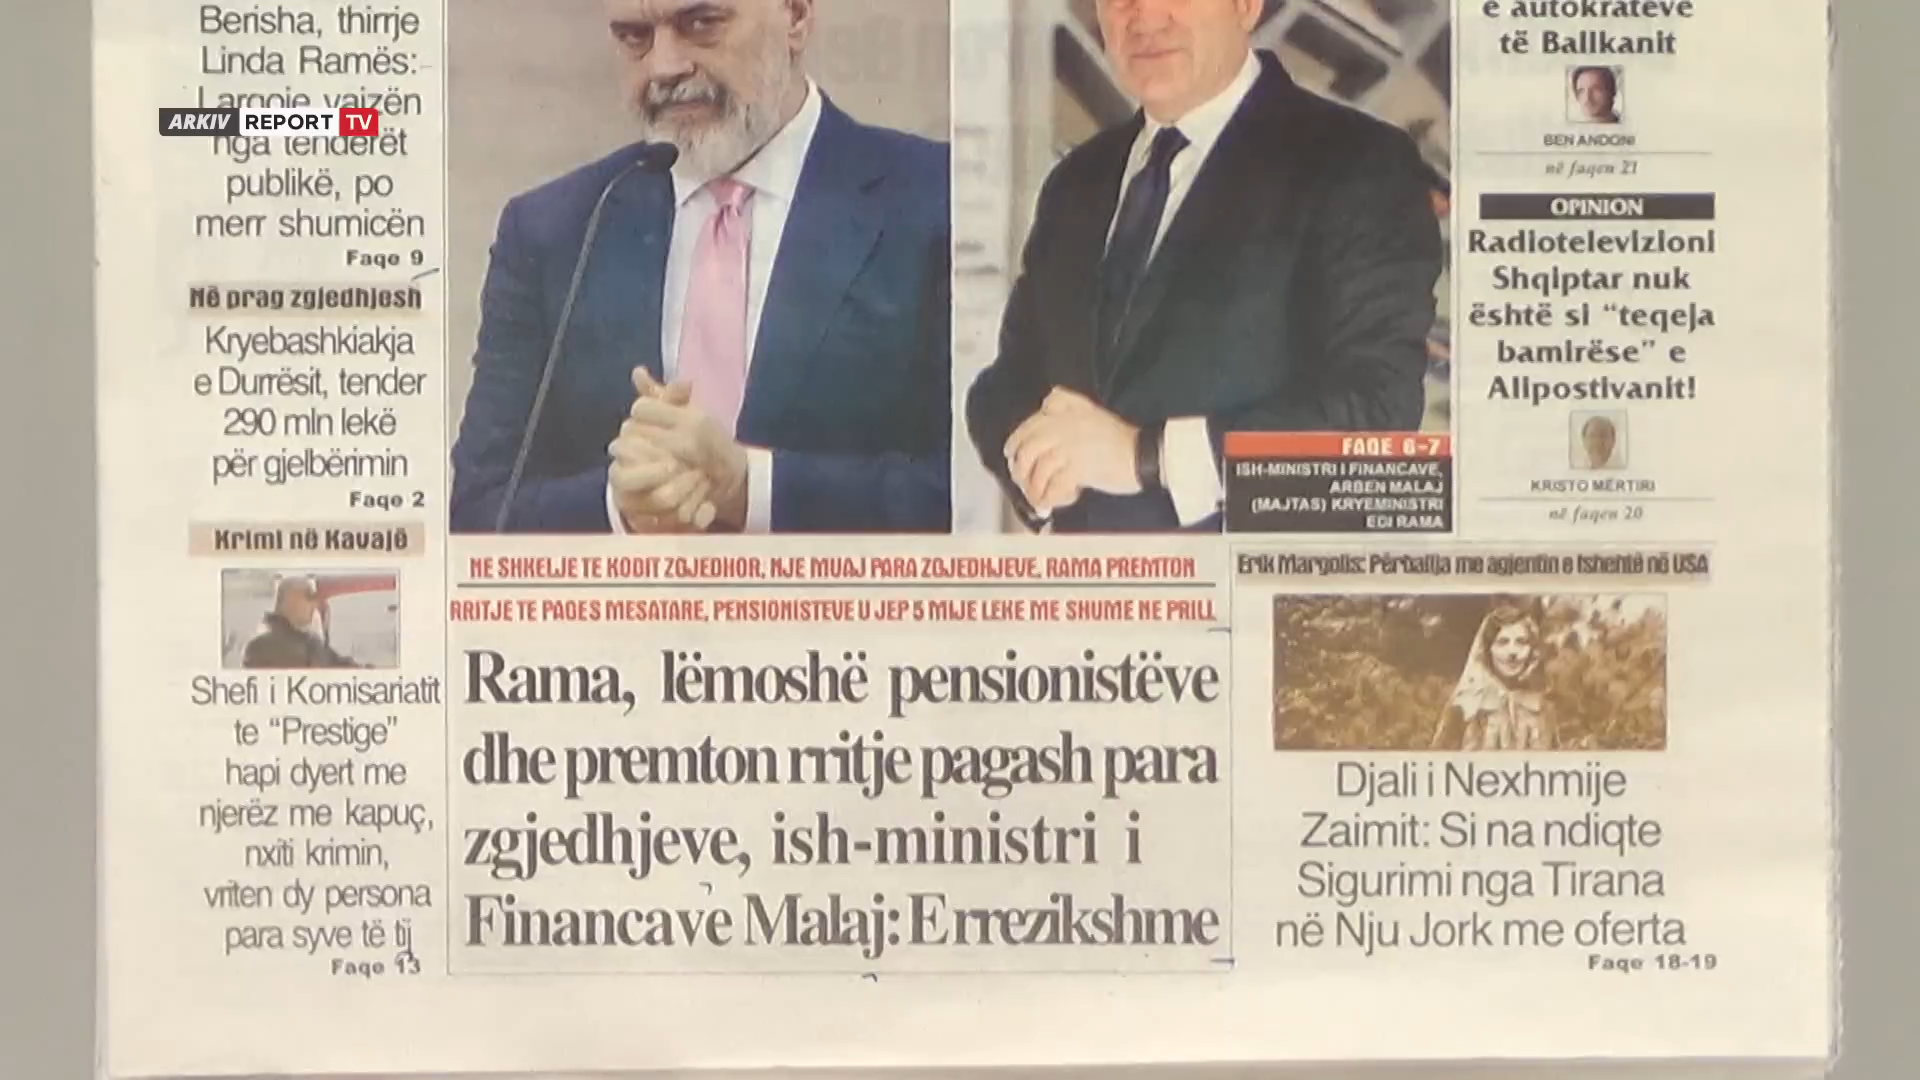 Berisha, thirrje
Linda Ramës:
Largoje vajzën
nga tenderët
publikë, po
merr shumicën
Faqe 9
ARKIV REPORT TV
Në prag zgjedhjesh
Kryebashkiakja
e Durrësit, tender
290 mln lekë
për gjelbërimin
Faqe 2
Krimi në Kavajë
Shefi i Komisariatit
te “Prestige”
hapi dyert me
njerëz me kapuç,
nxiti krimin,
vriten dy persona
para syve të tij
Faqe 13
FAQE 6-7
ISH-MINISTRI I FINANCAVE,
ARBEN MALAJ
(MAJTAS) KRYEMINISTRI
EDI RAMA
NE SHKELJE TE KODIT ZGJEDHOR, NJE MUAJ PARA ZGJEDHJEVE, RAMA PREMTON
RRITJE TE PAGES MESATARE, PENSIONISTEVE U JEP 5 MIJE LEKE ME SHUME NE PRILL
Rama, lëmoshë pensionistëve
dhe premton rritje pagash para
zgjedhjeve, ish-ministri i
Financave Malaj: E rrezikshme
e autokratëve
të Ballkanit
BEN ANDONI
në faqen 21
OPINION
Radiotelevizioni
Shqiptar nuk
është si “teqeja
bamirëse” e
Alipostivanit!
KRISTO MËRTIRI
në faqen 20
Erik Margolis: Përballja me agjentin e fshehtë në USA
Djali i Nexhmije
Zaimit: Si na ndiqte
Sigurimi nga Tirana
në Nju Jork me oferta
Faqe 18-19